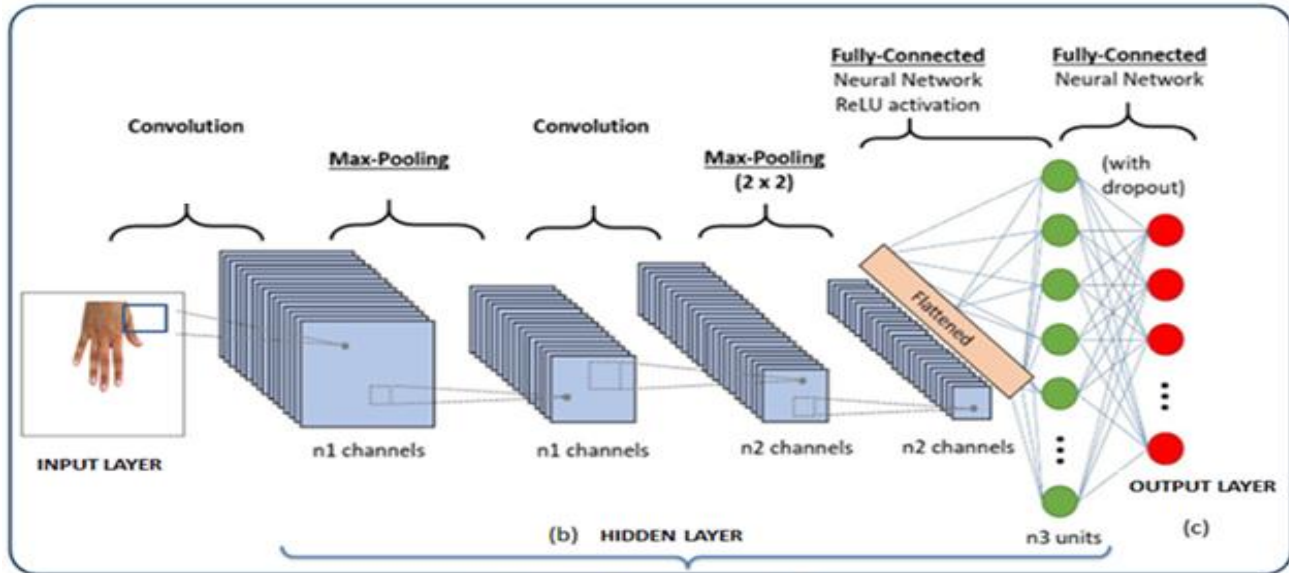 Fully-Connected
Neural Network
ReLU activation
Fully-Connected
Neural Network
Convolution
Max-Pooling
Convolution
Max-Pooling
(2 x 2)
(with
dropout)
Flattened
INPUT LAYER
n1 channels
n1 channels
n2 channels
n2 channels
OUTPUT LAYER
(b) HIDDEN LAYER
n3 units
(c)